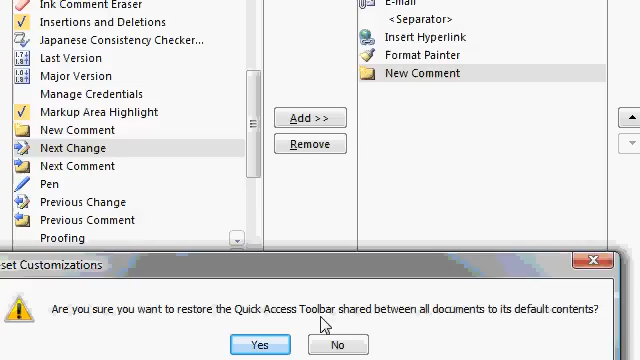 Ink Comment Eraser
Insertions and Deletions
Japanese Consistency Checker...
Last Version
Major Version
Manage Credentials
Markup Area Highlight
New Comment
Next Change
Next Comment
Pen
Previous Change
Previous Comment
Proofing
Add >>
Remove
E-mail
<Separator>
Insert Hyperlink
Format Painter
New Comment
set Customizations
Are you sure you want to restore the Quick Access Toolbar shared between all documents to its default contents?
Yes
No